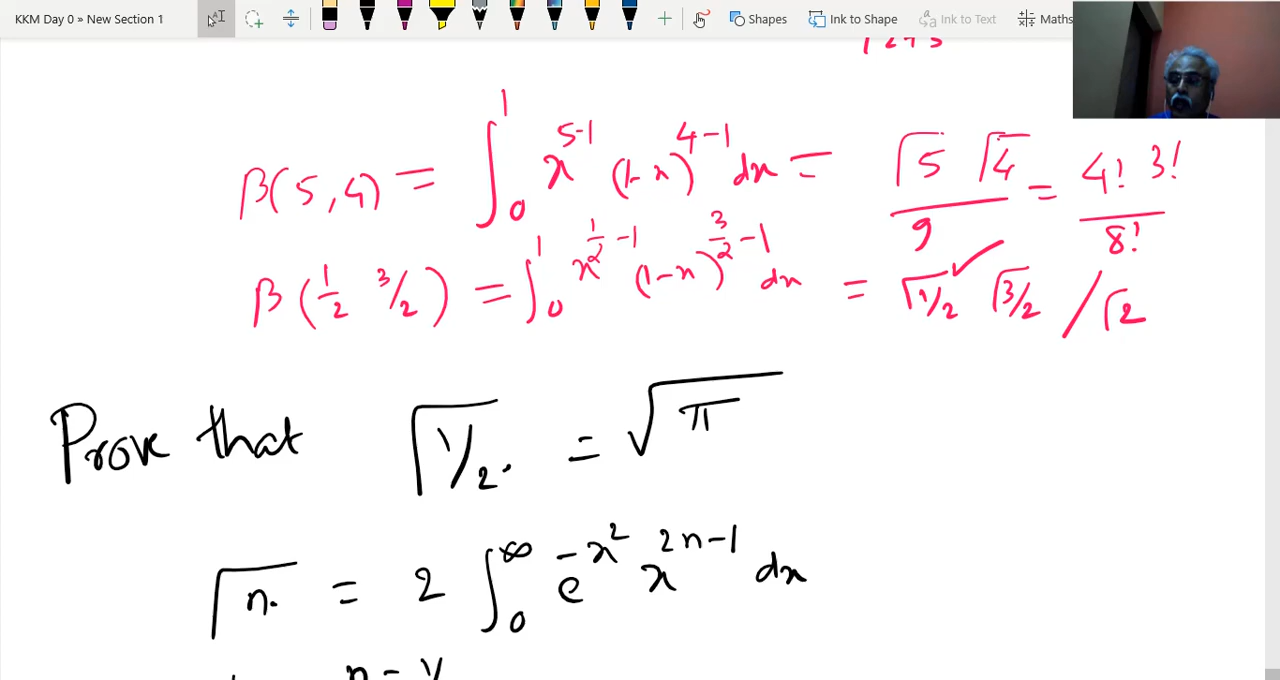 KKM Day 0 » New Section 1
Shapes Ink to Shape Ink to Text Maths
β(5,4) = ∫₀¹ x^{5-1} (1-x)^{4-1} dx = Γ5 Γ4 / 9 = 4! 3! / 8!
β(1/2 3/2) = ∫₀¹ x^{1/2 -1} (1-x)^{3/2 -1} dx = Γ1/2 ✓ Γ3/2 / Γ2
Prove that Γ1/2. = √π
Γn. = 2 ∫₀^∞ e^{-x²} x^{2n-1} dx